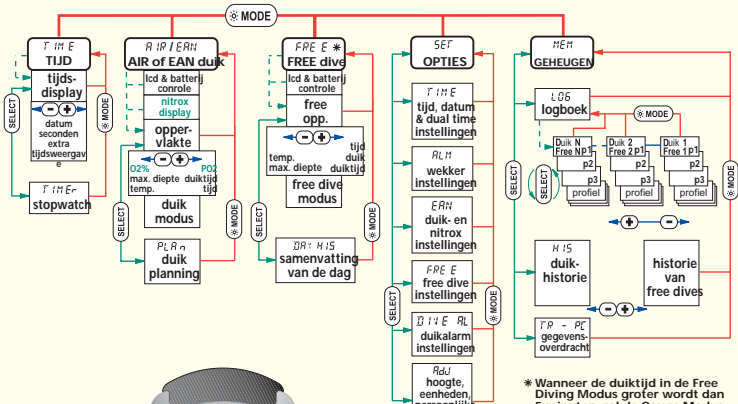 MODE
TIME
TIJD
tijds-
display
datum
seconden
extra
tijdsweergav
e
TIMEr
stopwatch
SELECT
MODE
AIR/EAN
AIR of EAN duik
lcd & batterij
conrole
nitrox
display
opper-
vlakte
O2%
PO2
max. diepte
duiktijd
temp.
tijd
duik
modus
PLAn
duik
planning
SELECT
MODE
FREE *
FREE dive
lcd & batterij
controle
free
opp.
tijd
temp.
duik
max. diepte
duiktijd
free dive
modus
DAY HIS
samenvatting
van de dag
SELECT
MODE
SET
OPTIES
TIME
tijd, datum
& dual time
instellingen
ALM
wekker
instellingen
EAN
duik- en
nitrox
instellingen
FREE
free dive
instellingen
DIVE AL
duikalarm
instellingen
AdJ
hoogte,
eenheden,
SELECT
MODE
MEM
GEHEUGEN
LOG
logboek
MODE
Duik N
Free N
p1
p2
p3
profiel
Duik 2
Free 2
p1
p2
p3
profiel
Duik 1
Free 1
p1
p2
p3
profiel
SELECT
SELECT
MODE
HIS
duik-
historie
historie
van
free dives
TR - PC
gegevens-
overdracht
* Wanneer de duiktijd in de Free
Diving Modus groter wordt dan